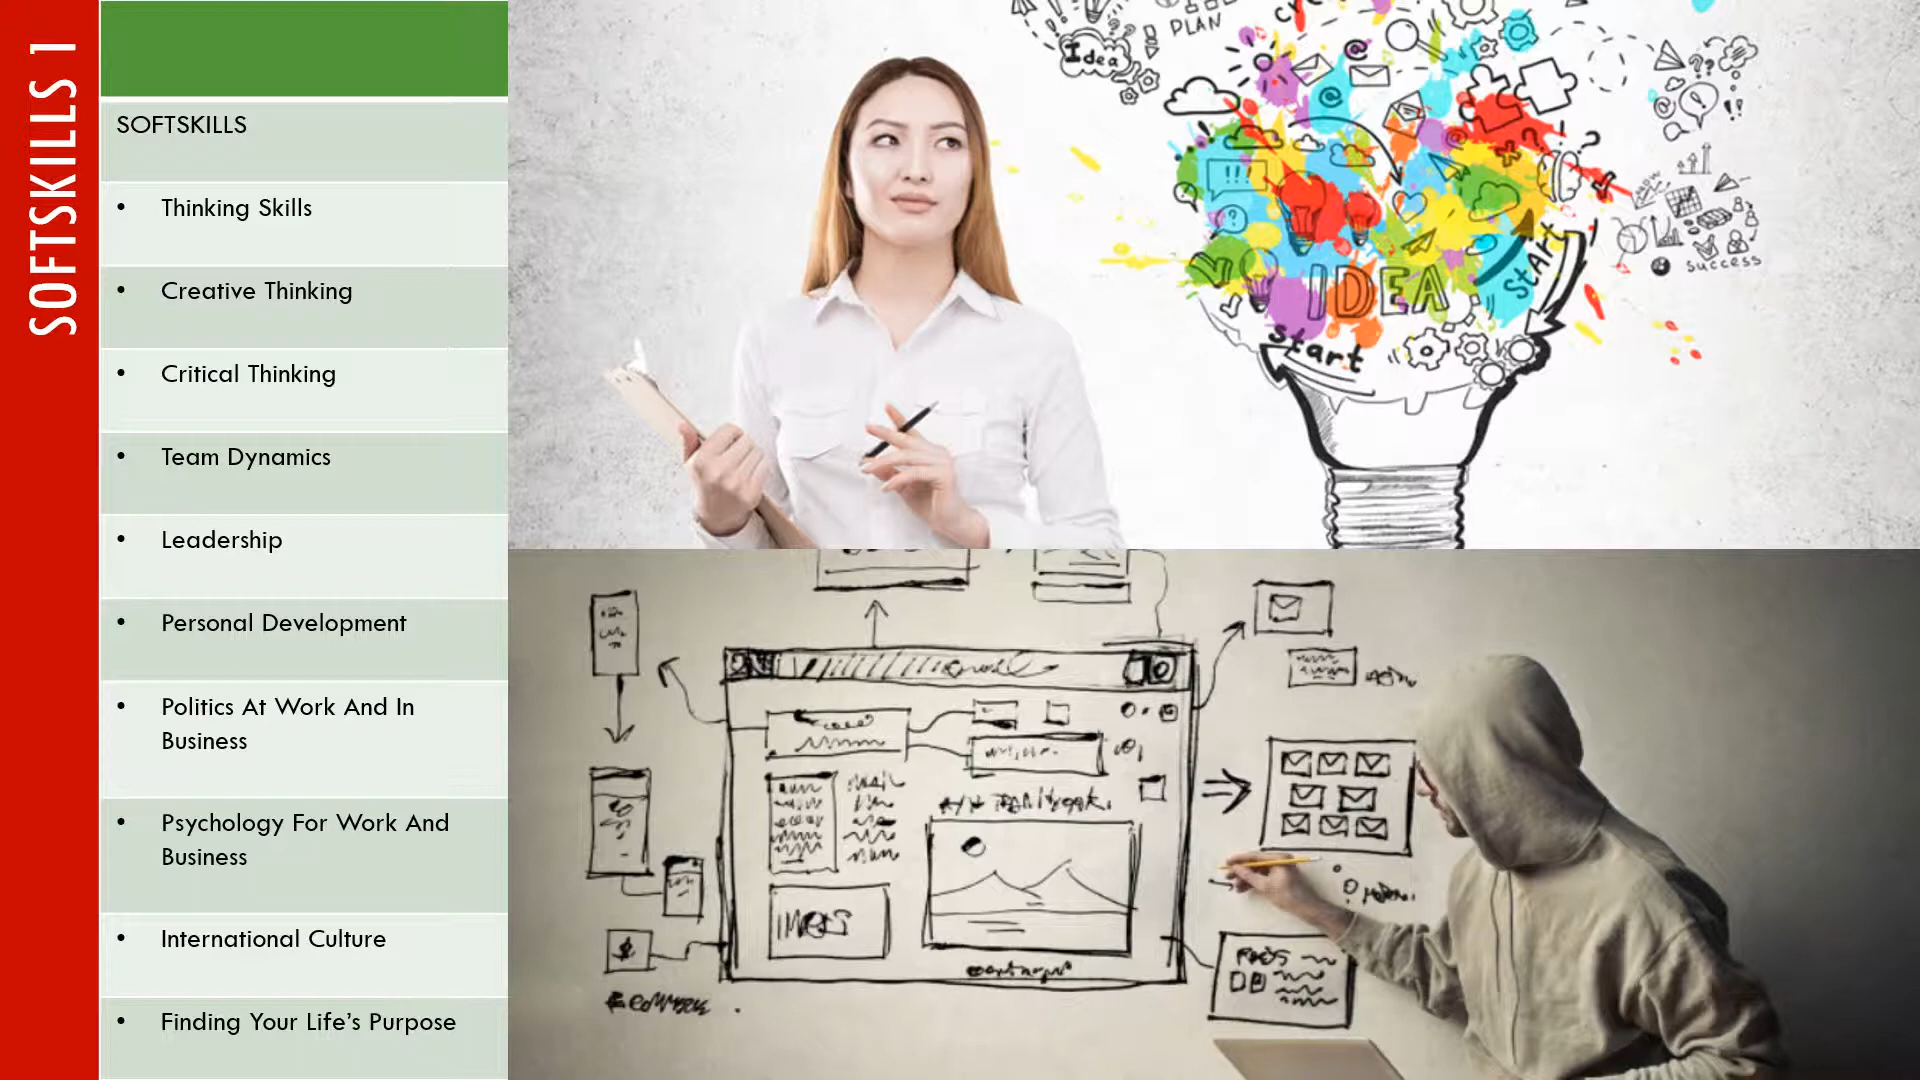 SOFTSKILLS 1
SOFTSKILLS
• Thinking Skills
• Creative Thinking
• Critical Thinking
• Team Dynamics
• Leadership
• Personal Development
• Politics At Work And In
Business
• Psychology For Work And
Business
• International Culture
• Finding Your Life’s Purpose
PLAN
Idea
IDEA
start
start
success